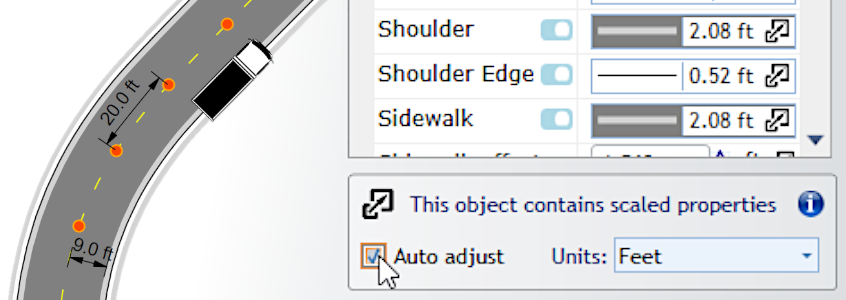 Shoulder 2.08 ft
Shoulder Edge 0.52 ft
Sidewalk 2.08 ft
20.0 ft
9.0 ft
This object contains scaled properties
Auto adjust Units: Feet